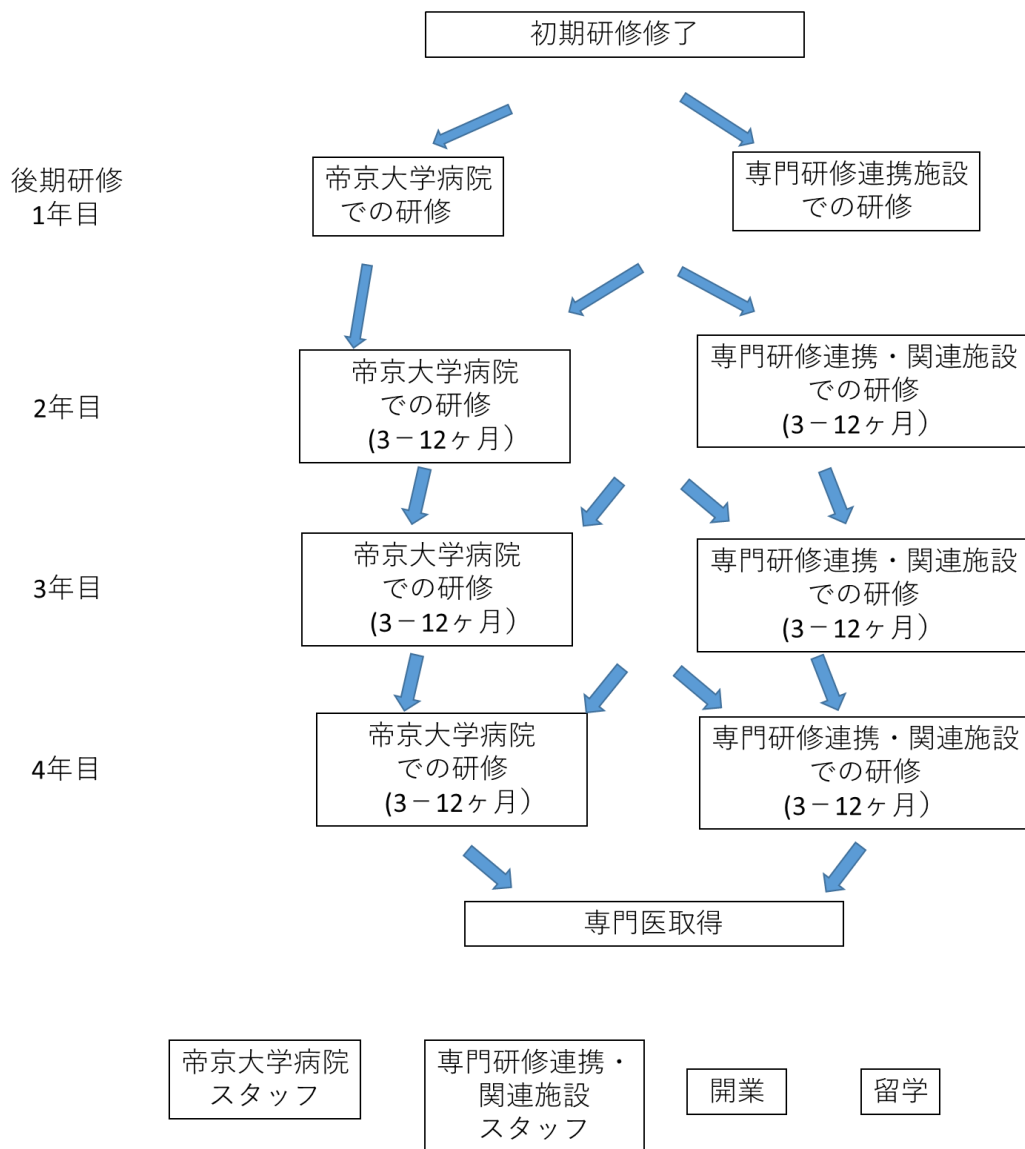 初期研修修了
後期研修
1年目
帝京大学病院
での研修
専門研修連携施設
での研修
2年目
帝京大学病院
での研修
(3－12ヶ月）
専門研修連携・関連施設
での研修
(3－12ヶ月）
3年目
帝京大学病院
での研修
(3－12ヶ月）
専門研修連携・関連施設
での研修
(3－12ヶ月）
4年目
帝京大学病院
での研修
(3－12ヶ月）
専門研修連携・関連施設
での研修
(3－12ヶ月）
専門医取得
帝京大学病院
スタッフ
専門研修連携・
関連施設
スタッフ
開業
留学